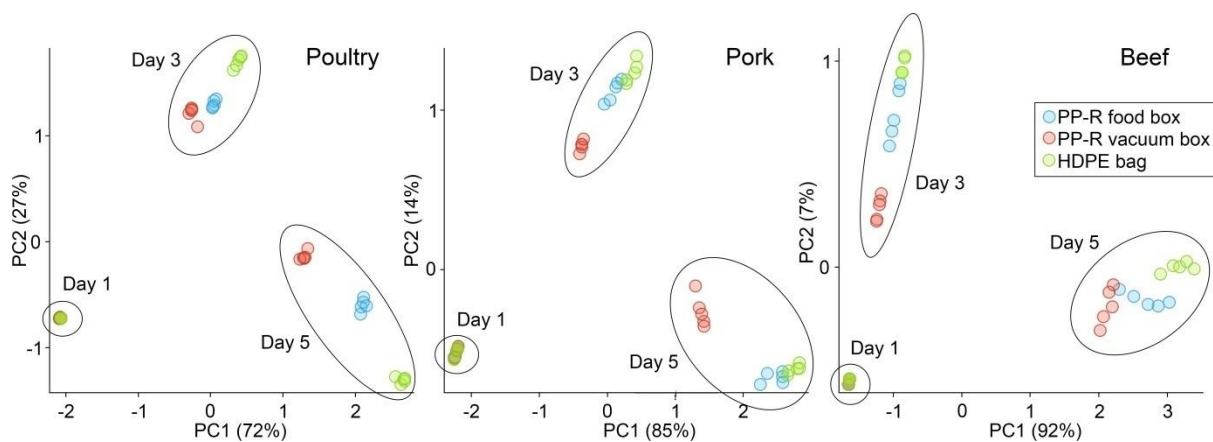 Poultry
Day 3
Day 1
Day 5
1
0
-1
PC2 (27%)
-2 -1 0 1 2
PC1 (72%)
Pork
Day 3
Day 1
Day 5
1
0
PC2 (14%)
-2 0 2
PC1 (85%)
Beef
PP-R food box
PP-R vacuum box
HDPE bag
Day 3
Day 5
Day 1
1
0
PC2 (7%)
-1 0 1 2 3
PC1 (92%)